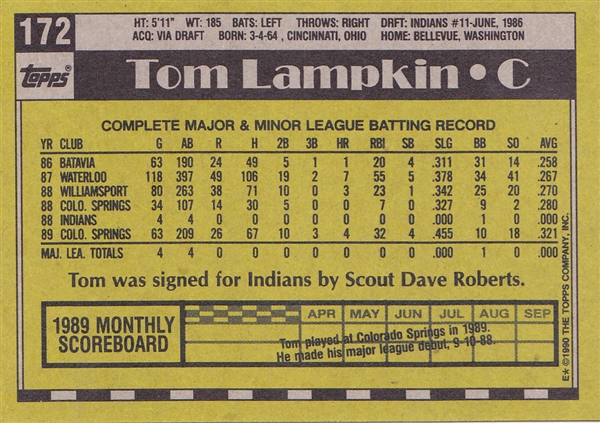 172
HT: 5'11" WT: 185 BATS: LEFT THROWS: RIGHT DRFT: INDIANS #11-JUNE, 1986
ACQ: VIA DRAFT BORN: 3-4-64, CINCINNATI, OHIO HOME: BELLEVUE, WASHINGTON
topps
Tom Lampkin • C
COMPLETE MAJOR & MINOR LEAGUE BATTING RECORD
YR CLUB G AB R H 2B 3B HR RBI SB SLG BB SO AVG
86 BATAVIA 63 190 24 49 5 1 1 20 4 .311 31 14 .258
87 WATERLOO 118 397 49 106 19 2 7 55 5 .378 34 41 .267
88 WILLIAMSPORT 80 263 38 71 10 0 3 23 1 .342 25 20 .270
88 COLO. SPRINGS 34 107 14 30 5 0 0 7 0 .327 9 2 .280
88 INDIANS 4 4 0 0 0 0 0 0 0 .000 1 0 .000
89 COLO. SPRINGS 63 209 26 67 10 3 4 32 4 .455 10 18 .321
MAJ. LEA. TOTALS 4 4 0 0 0 0 0 0 0 .000 1 0 .000
Tom was signed for Indians by Scout Dave Roberts.
1989 MONTHLY
SCOREBOARD
APR MAY JUN JUL AUG SEP
Tom played at Colorado Springs in 1989.
He made his major league debut, 9-10-88.
E* ©1990 THE TOPPS COMPANY, INC.